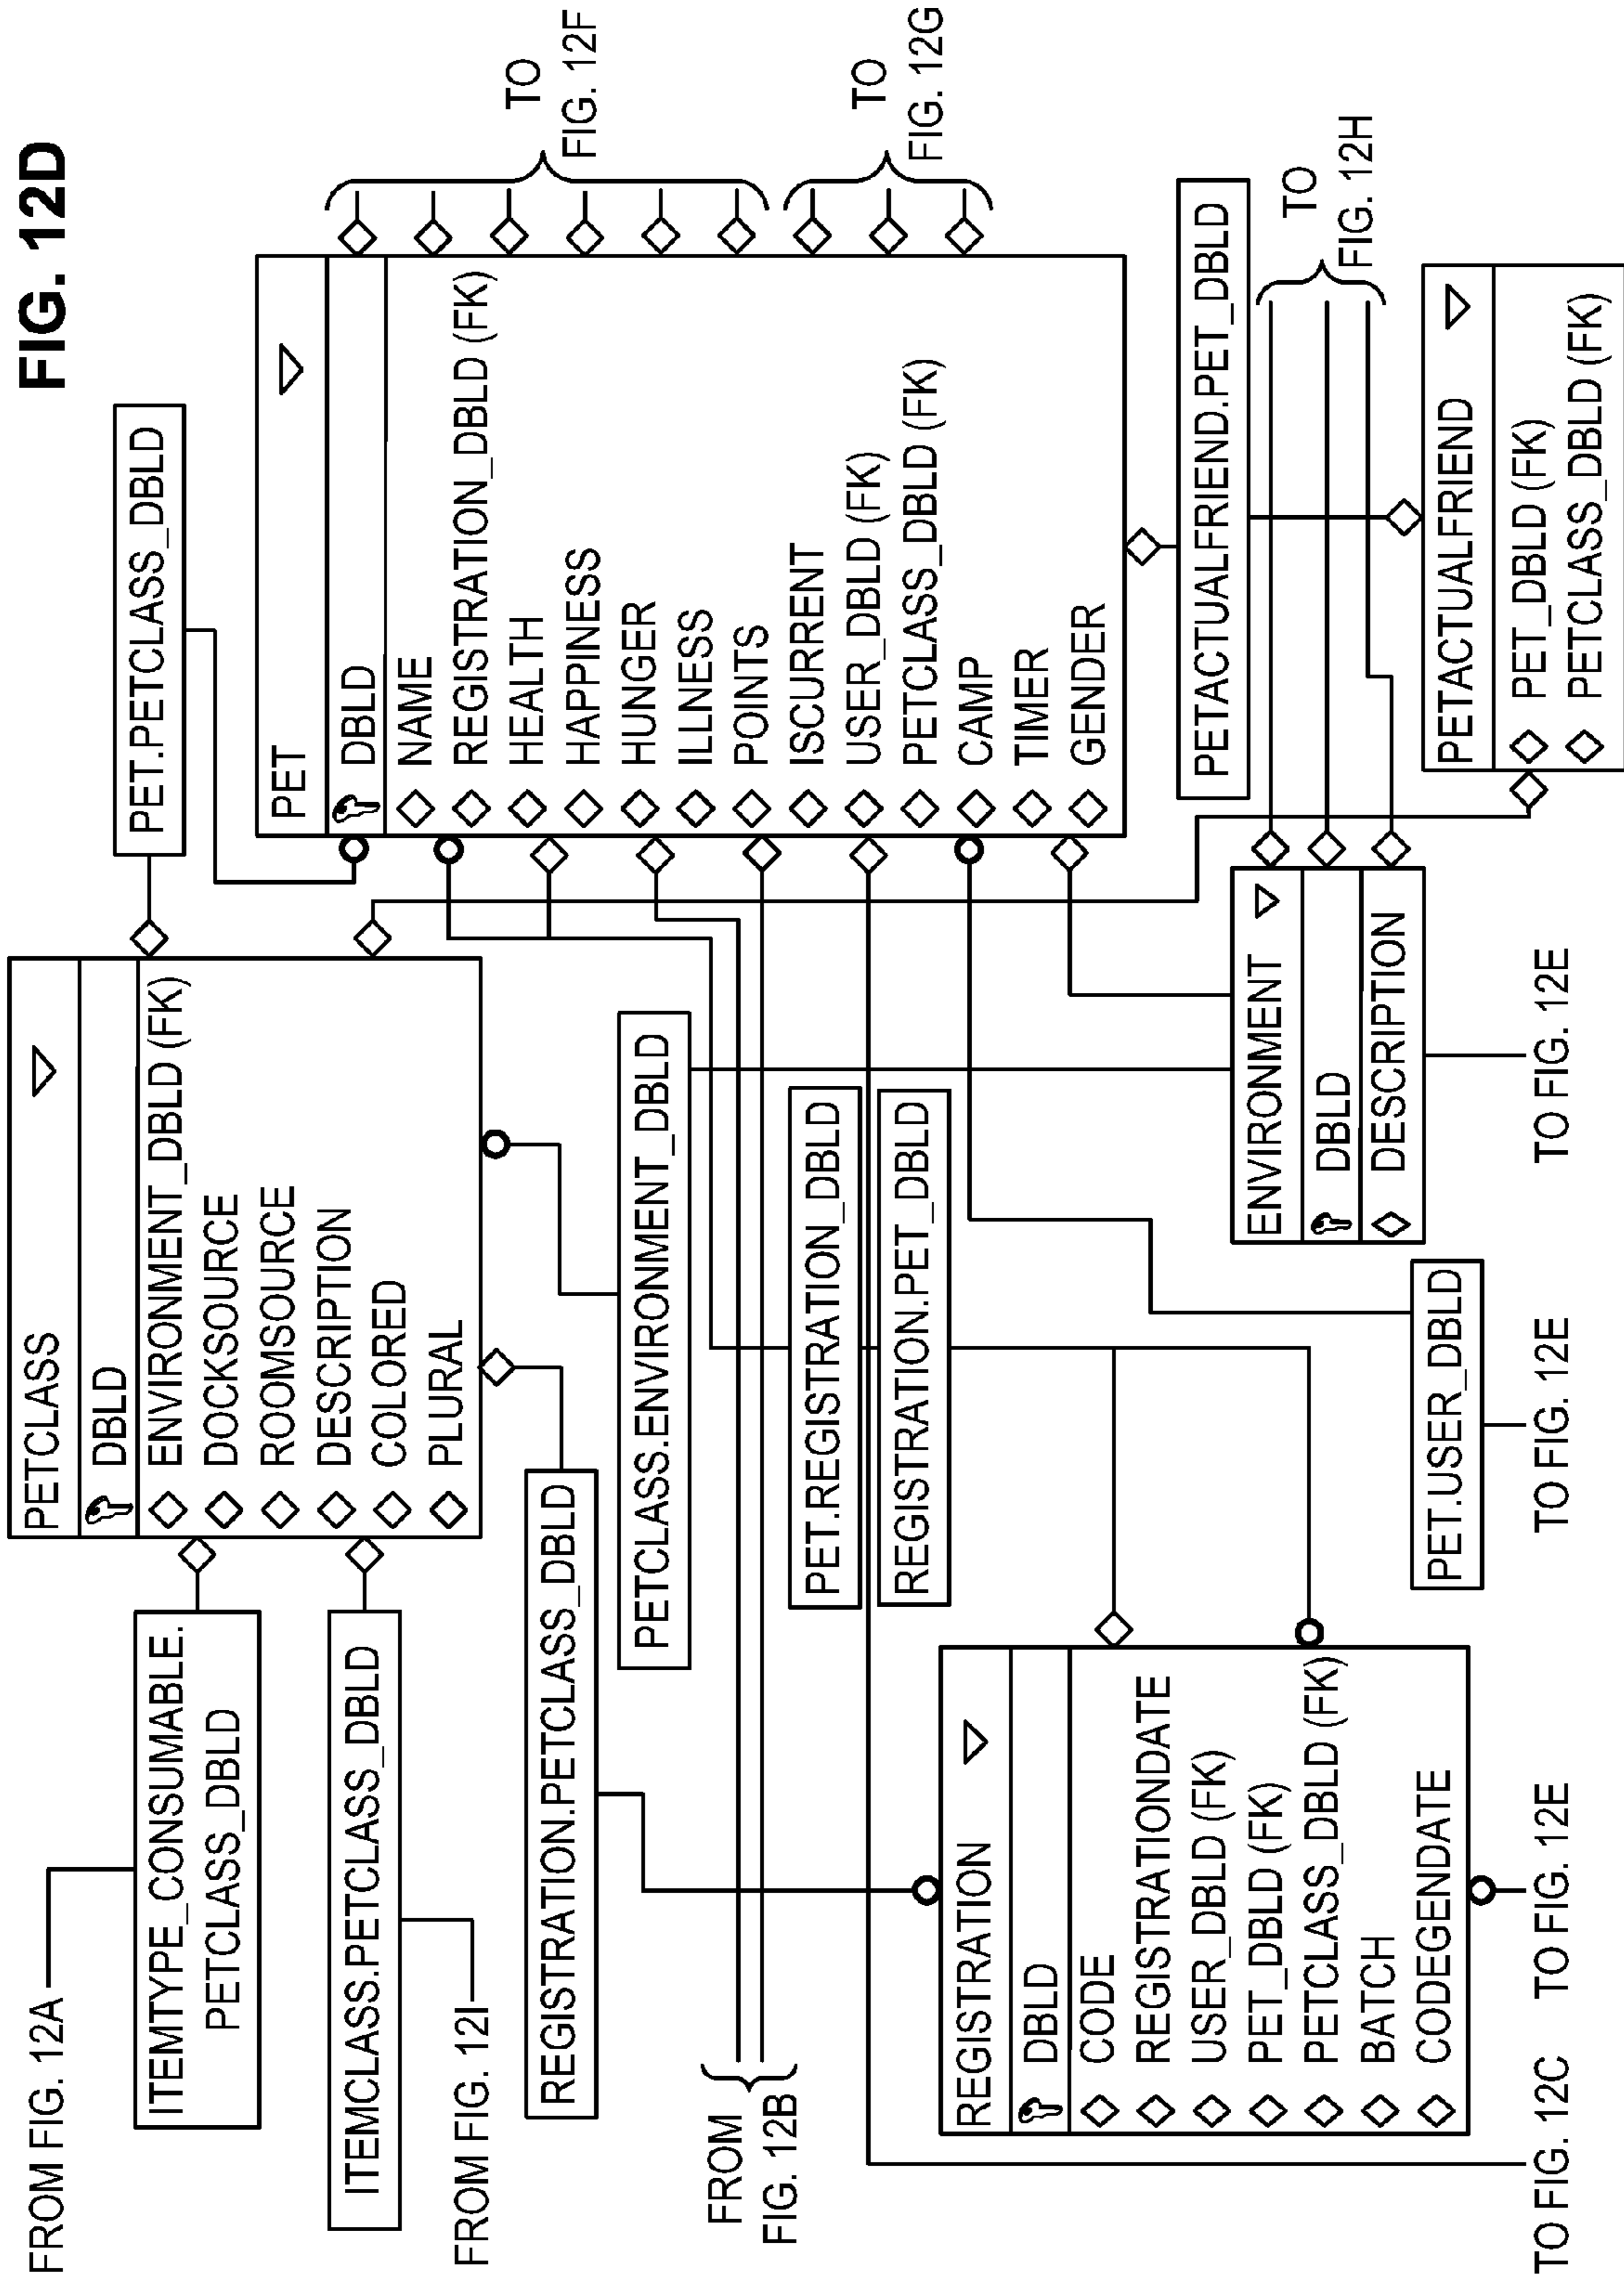 FIG. 12D
FROM FIG. 12A
ITEMTYPE_CONSUMABLE.
PETCLASS_DBLD
ITEMCLASS.PETCLASS_DBLD
FROM FIG. 12I
PETCLASS
DBLD
ENVIRONMENT_DBLD (FK)
DOCKSOURCE
ROOMSOURCE
DESCRIPTION
COLORED
PLURAL
PET.PETCLASS_DBLD
REGISTRATION.PETCLASS_DBLD
PETCLASS.ENVIRONMENT_DBLD
PET
DBLD
NAME
REGISTRATION_DBLD (FK)
HEALTH
HAPPINESS
HUNGER
ILLNESS
POINTS
ISCURRENT
USER_DBLD (FK)
PETCLASS_DBLD (FK)
CAMP
TIMER
GENDER
TO
FIG. 12F
TO
FIG. 12G
FROM
FIG. 12B
PET.REGISTRATION_DBLD
REGISTRATION.PET_DBLD
REGISTRATION
DBLD
CODE
REGISTRATIONDATE
USER_DBLD (FK)
PET_DBLD (FK)
PETCLASS_DBLD (FK)
BATCH
CODEGENDATE
ENVIRONMENT
DBLD
DESCRIPTION
PETACTUALFRIEND.PET_DBLD
TO
FIG. 12H
PETACTUALFRIEND
PET_DBLD (FK)
PETCLASS_DBLD (FK)
PET.USER_DBLD
TO FIG. 12C
TO FIG. 12E
TO FIG. 12E
TO FIG. 12E